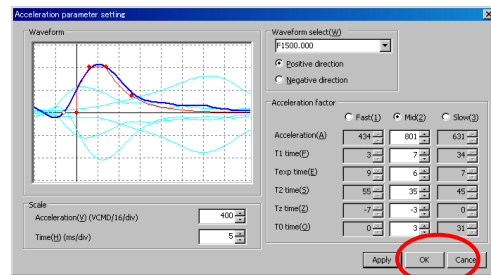 Acceleration parameter setting
Waveform
Waveform select(W)
F1500.000
Positive direction
Negative direction
Acceleration factor
Fast(1) Mid(2) Slow(3)
Acceleration(A) 434 801 631
T1 time(F) 3 7 34
Texp time(E) 9 6 7
T2 time(S) 55 35 45
Tz time(Z) -7 -3 0
T0 time(O) 0 3 31
Scale
Acceleration(V) (VCMD/16/div) 400
Time(H) (ms/div) 5
Apply OK Cancel